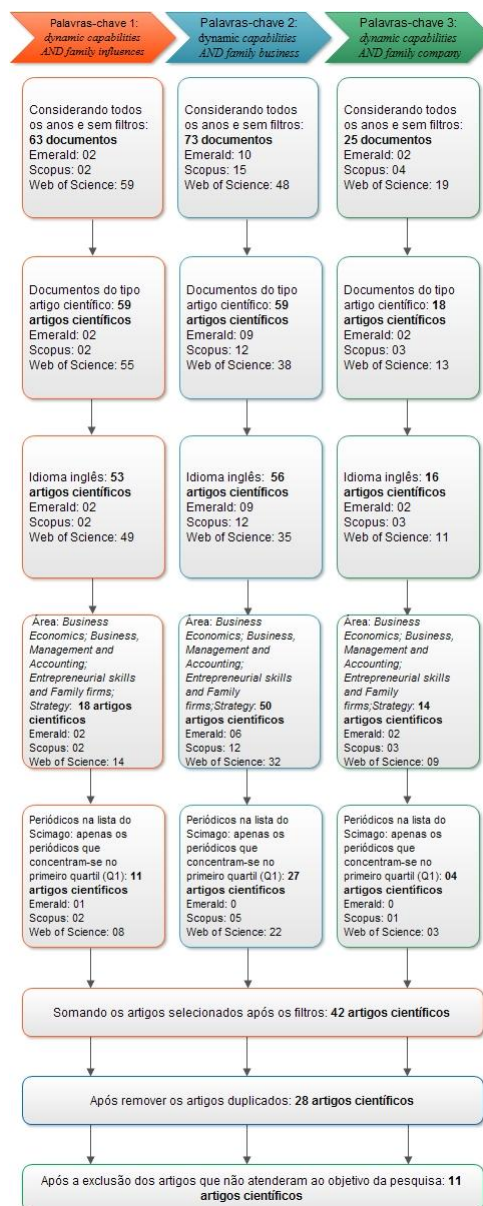 Palavras-chave 1:
dynamic capabilities
AND family influences
Palavras-chave 2:
dynamic capabilities
AND family business
Palavras-chave 3:
dynamic capabilities
AND family company
Considerando todos
os anos e sem filtros:
63 documentos
Emerald: 02
Scopus: 02
Web of Science: 59
Considerando todos
os anos e sem filtros:
73 documentos
Emerald: 10
Scopus: 15
Web of Science: 48
Considerando todos
os anos e sem filtros:
25 documentos
Emerald: 02
Scopus: 04
Web of Science: 19
Documentos do tipo
artigo científico: 59
artigos científicos
Emerald: 02
Scopus: 02
Web of Science: 55
Documentos do tipo
artigo científico: 59
artigos científicos
Emerald: 09
Scopus: 12
Web of Science: 38
Documentos do tipo
artigo científico: 18
artigos científicos
Emerald: 02
Scopus: 03
Web of Science: 13
Idioma inglês: 53
artigos científicos
Emerald: 02
Scopus: 02
Web of Science: 49
Idioma inglês: 56
artigos científicos
Emerald: 09
Scopus: 12
Web of Science: 35
Idioma inglês: 16
artigos científicos
Emerald: 02
Scopus: 03
Web of Science: 11
Área: Business
Economics; Business,
Management and
Accounting;
Entrepreneurial skills
and Family firms;
Strategy: 18 artigos
científicos
Emerald: 02
Scopus: 02
Web of Science: 14
Área: Business
Economics; Business,
Management and
Accounting;
Entrepreneurial skills
and Family
firms;Strategy: 50
artigos científicos
Emerald: 06
Scopus: 12
Web of Science: 32
Área: Business
Economics; Business,
Management and
Accounting;
Entrepreneurial skills
and Family
firms;Strategy: 14
artigos científicos
Emerald: 02
Scopus: 03
Web of Science: 09
Periódicos na lista do
Scimago: apenas os
periódicos que
concentram-se no
primeiro quartil (Q1): 11
artigos científicos
Emerald: 01
Scopus: 02
Web of Science: 08
Periódicos na lista do
Scimago: apenas os
periódicos que
concentram-se no
primeiro quartil (Q1): 27
artigos científicos
Emerald: 0
Scopus: 05
Web of Science: 22
Periódicos na lista do
Scimago: apenas os
periódicos que
concentram-se no
primeiro quartil (Q1): 04
artigos científicos
Emerald: 0
Scopus: 01
Web of Science: 03
Somando os artigos selecionados após os filtros: 42 artigos científicos
Após remover os artigos duplicados: 28 artigos científicos
Após a exclusão dos artigos que não atenderam ao objetivo da pesquisa: 11
artigos científicos